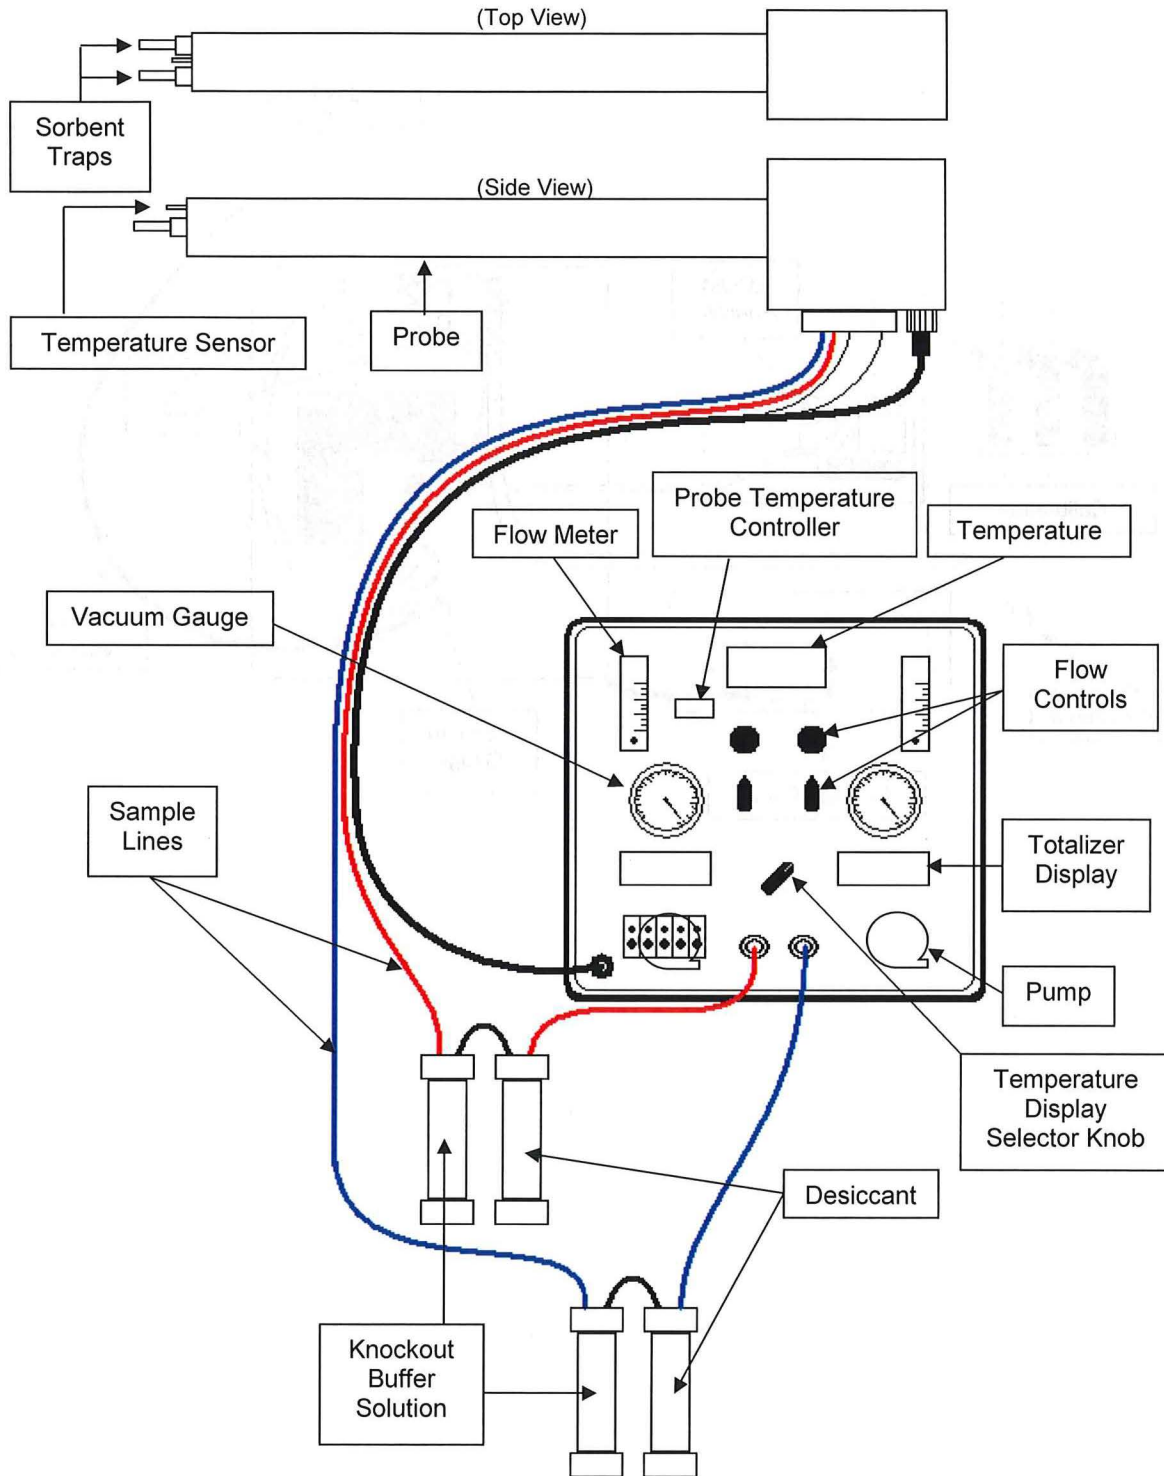 (Top View)
Sorbent
Traps
(Side View)
Temperature Sensor
Probe
Probe Temperature
Controller
Flow Meter
Temperature
Vacuum Gauge
Flow
Controls
Sample
Lines
Totalizer
Display
Pump
Temperature
Display
Selector Knob
Desiccant
Knockout
Buffer
Solution